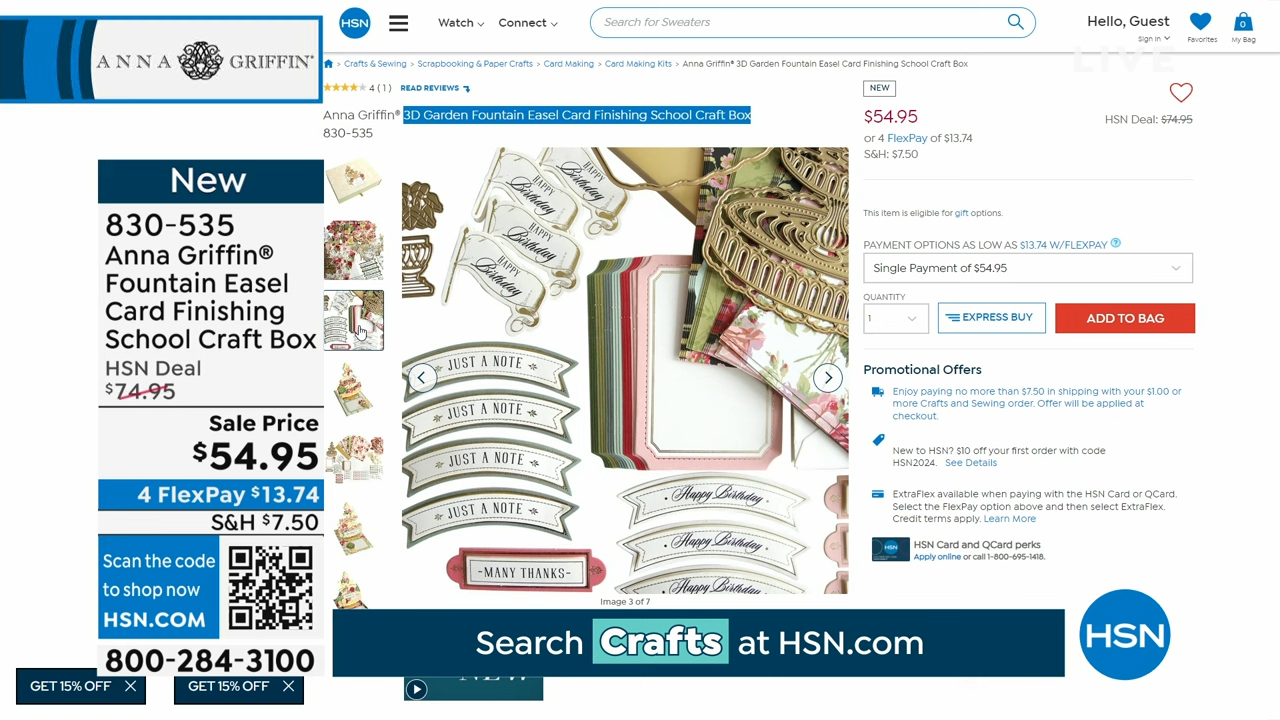 HSN
Watch
Connect
Search for Sweaters
Hello, Guest
Sign in
Favorites
0
My Bag
LIVE
ANNA GRIFFIN®
Crafts & Sewing > Scrapbooking & Paper Crafts > Card Making > Card Making Kits > Anna Griffin® 3D Garden Fountain Easel Card Finishing School Craft Box
4 ( 1 ) READ REVIEWS
Anna Griffin® 3D Garden Fountain Easel Card Finishing School Craft Box
830-535
New
830-535
Anna Griffin®
Fountain Easel
Card Finishing
School Craft Box
HSN Deal
$74.95
Sale Price
$54.95
4 FlexPay $13.74
S&H $7.50
Scan the code
to shop now
HSN.COM
800-284-3100
GET 15% OFF
GET 15% OFF
HAPPY
Birthday
HAPPY
Birthday
HAPPY
Birthday
HAPPY
Birthday
JUST A NOTE
JUST A NOTE
JUST A NOTE
JUST A NOTE
-MANY THANKS-
Happy Birthday
Happy Birthday
Happy Birthday
Image 3 of 7
NEW
$54.95
HSN Deal: $74.95
or 4 FlexPay of $13.74
S&H: $7.50
This item is eligible for gift options.
PAYMENT OPTIONS AS LOW AS $13.74 W/FLEXPAY
Single Payment of $54.95
QUANTITY
1
EXPRESS BUY
ADD TO BAG
Promotional Offers
Enjoy paying no more than $7.50 in shipping with your $1.00 or
more Crafts and Sewing order. Offer will be applied at
checkout.
New to HSN? $10 off your first order with code
HSN2024. See Details
ExtraFlex available when paying with the HSN Card or QCard.
Select the FlexPay option above and then select ExtraFlex.
Credit terms apply. Learn More
HSN Card and QCard perks
Apply online or call 1-800-695-1418.
Search Crafts at HSN.com
HSN